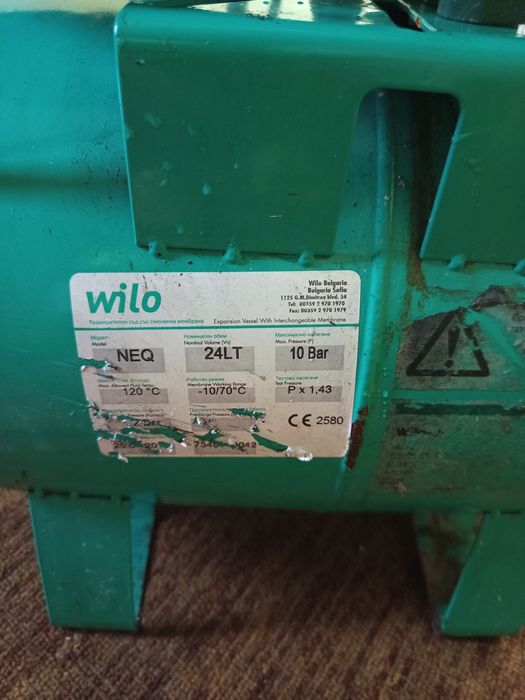 wilo
Wilo Bulgaria
Bulgaria Sofia
1125 G.M.Dimitrov blvd. 54
Tel: 00359 2 970 1970
Fax: 00359 2 970 1979
Разширителен съд със сменяема мембрана Expansion Vessel With Interchangeable Membrane
Модел Номинален обем Максимално налягане
Model Nominal Volume (Vn) Max. Pressure (P)
NEQ 24LT 10 Bar
Работен режим Тестово налягане
Max. Allowed Fluid Temp. Membrane Working Range Test Pressure
120 °C -10/70°C P x 1,43
Precharge Pressure
CE 2580